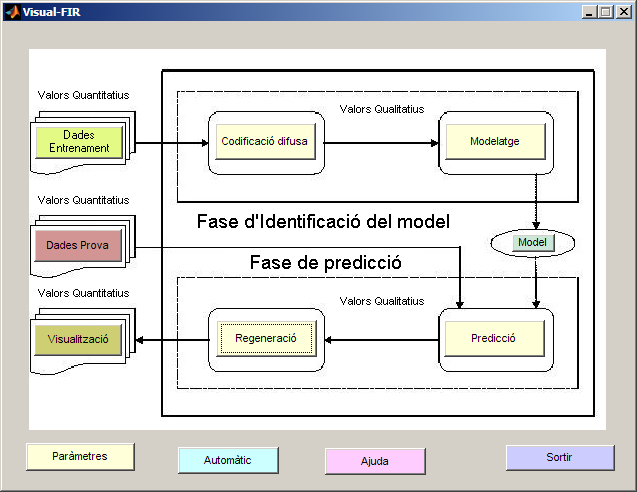 Visual-FIR
Valors Quantitatius
Valors Qualitatius
Dades
Entrenament
Codificació difusa
Modelatge
Valors Quantitatius
Fase d'Identificació del model
Dades Prova
Model
Fase de predicció
Valors Quantitatius
Valors Qualitatius
Visualització
Regeneració
Predicció
Paràmetres
Automàtic
Ajuda
Sortir